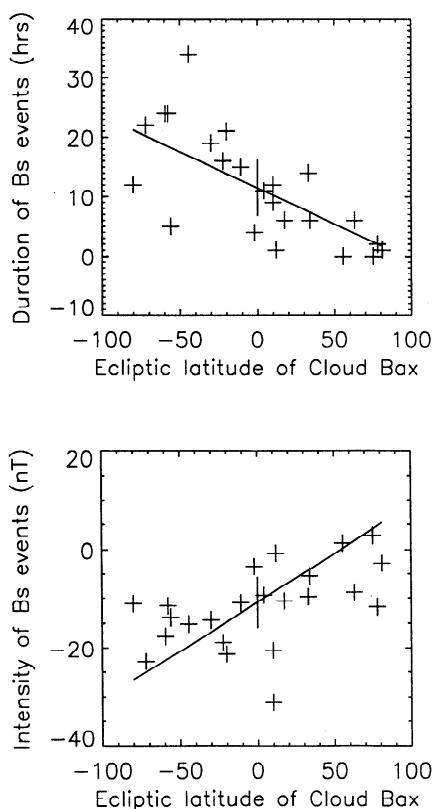 Duration of Bs events (hrs)
40
30
20
10
0
−10
−100 −50 0 50 100
Ecliptic latitude of Cloud Bax
Intensity of Bs events (nT)
20
0
−20
−40
−100 −50 0 50 100
Ecliptic latitude of Cloud Bax